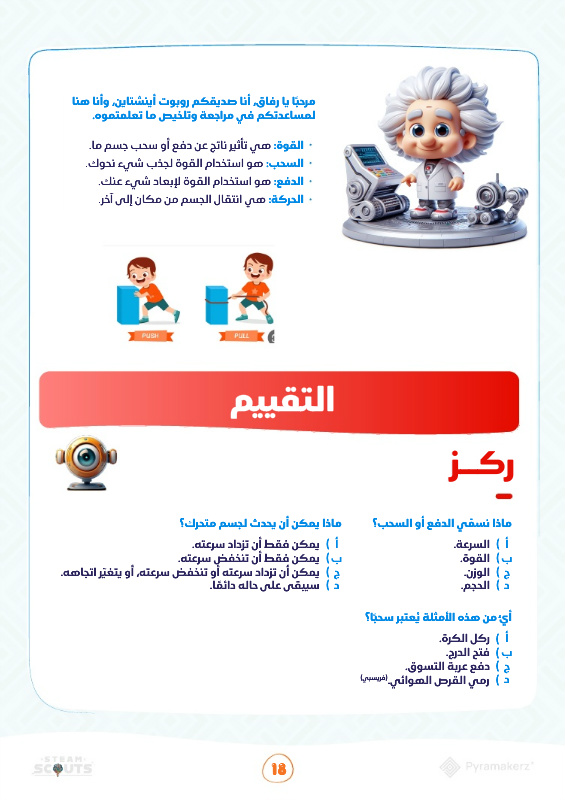 مرحبًا يا رفاق، أنا صديقكم روبوت أينشتاين، وأنا هنا
لمساعدتكم في مراجعة وتلخيص ما تعلمتموه.
· القوة: هي تأثير ناتج عن دفع أو سحب جسم ما.
· السحب: هو استخدام القوة لجذب شيء نحوك.
· الدفع: هو استخدام القوة لإبعاد شيء عنك.
· الحركة: هي انتقال الجسم من مكان إلى آخر.
PUSH
PULL
التقييم
ركز
ماذا نسمّي الدفع أو السحب؟
أ ) السرعة.
ب) القوة.
ج ) الوزن.
د ) الحجم.
ماذا يمكن أن يحدث لجسم متحرك؟
أ ) يمكن فقط أن تزداد سرعته.
ب) يمكن فقط أن تنخفض سرعته.
ج ) يمكن أن تزداد سرعته أو تنخفض سرعته، أو يتغيّر اتجاهه.
د ) سيبقى على حاله دائمًا.
أيّ من هذه الأمثلة يُعتبر سحبًا؟
أ ) ركل الكرة.
ب) فتح الدرج.
ج ) دفع عربة التسوق.
د ) رمي القرص الهوائي.(فريسبي)
STEAM
SCOUTS
18
Pyramakerz